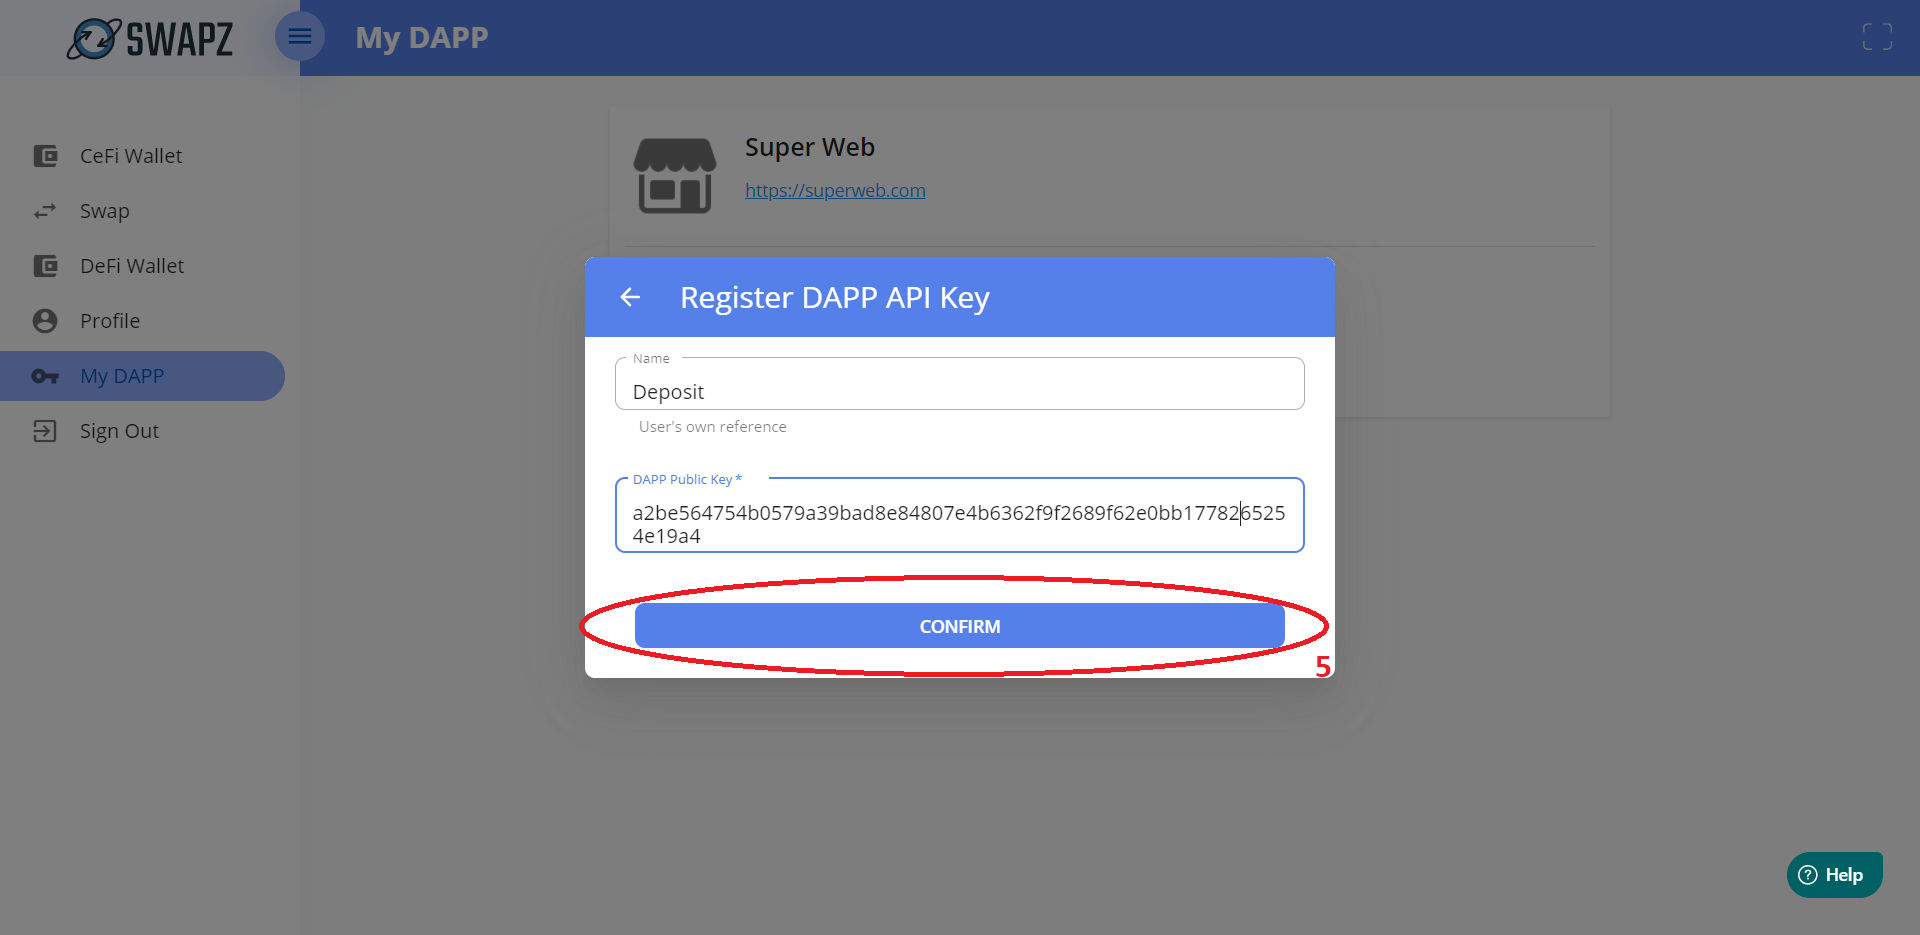 SWAPZ
My DAPP
CeFi Wallet
Swap
DeFi Wallet
Profile
My DAPP
Sign Out
Super Web
https://superweb.com
Register DAPP API Key
Name
Deposit
User's own reference
DAPP Public Key *
a2be564754b0579a39bad8e84807e4b6362f9f2689f62e0bb177826525
4e19a4
CONFIRM
5
Help